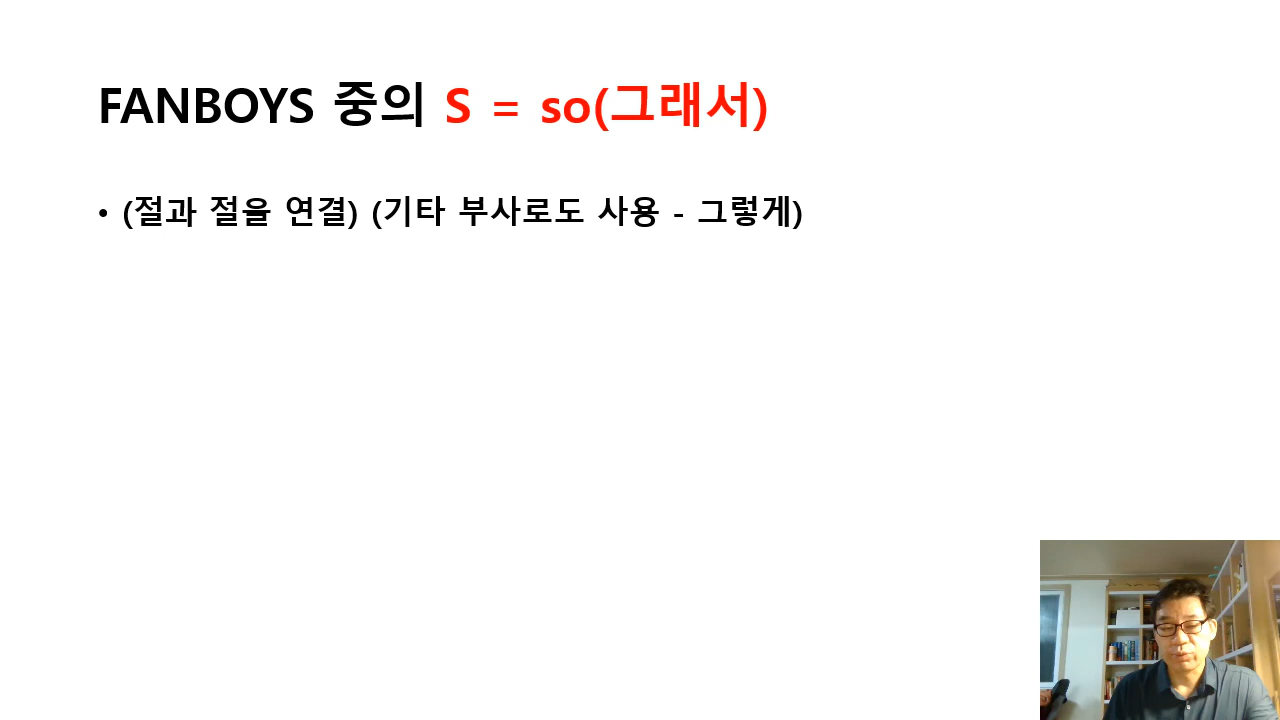 FANBOYS 중의 S = so(그래서)
• (절과 절을 연결) (기타 부사로도 사용 - 그렇게)